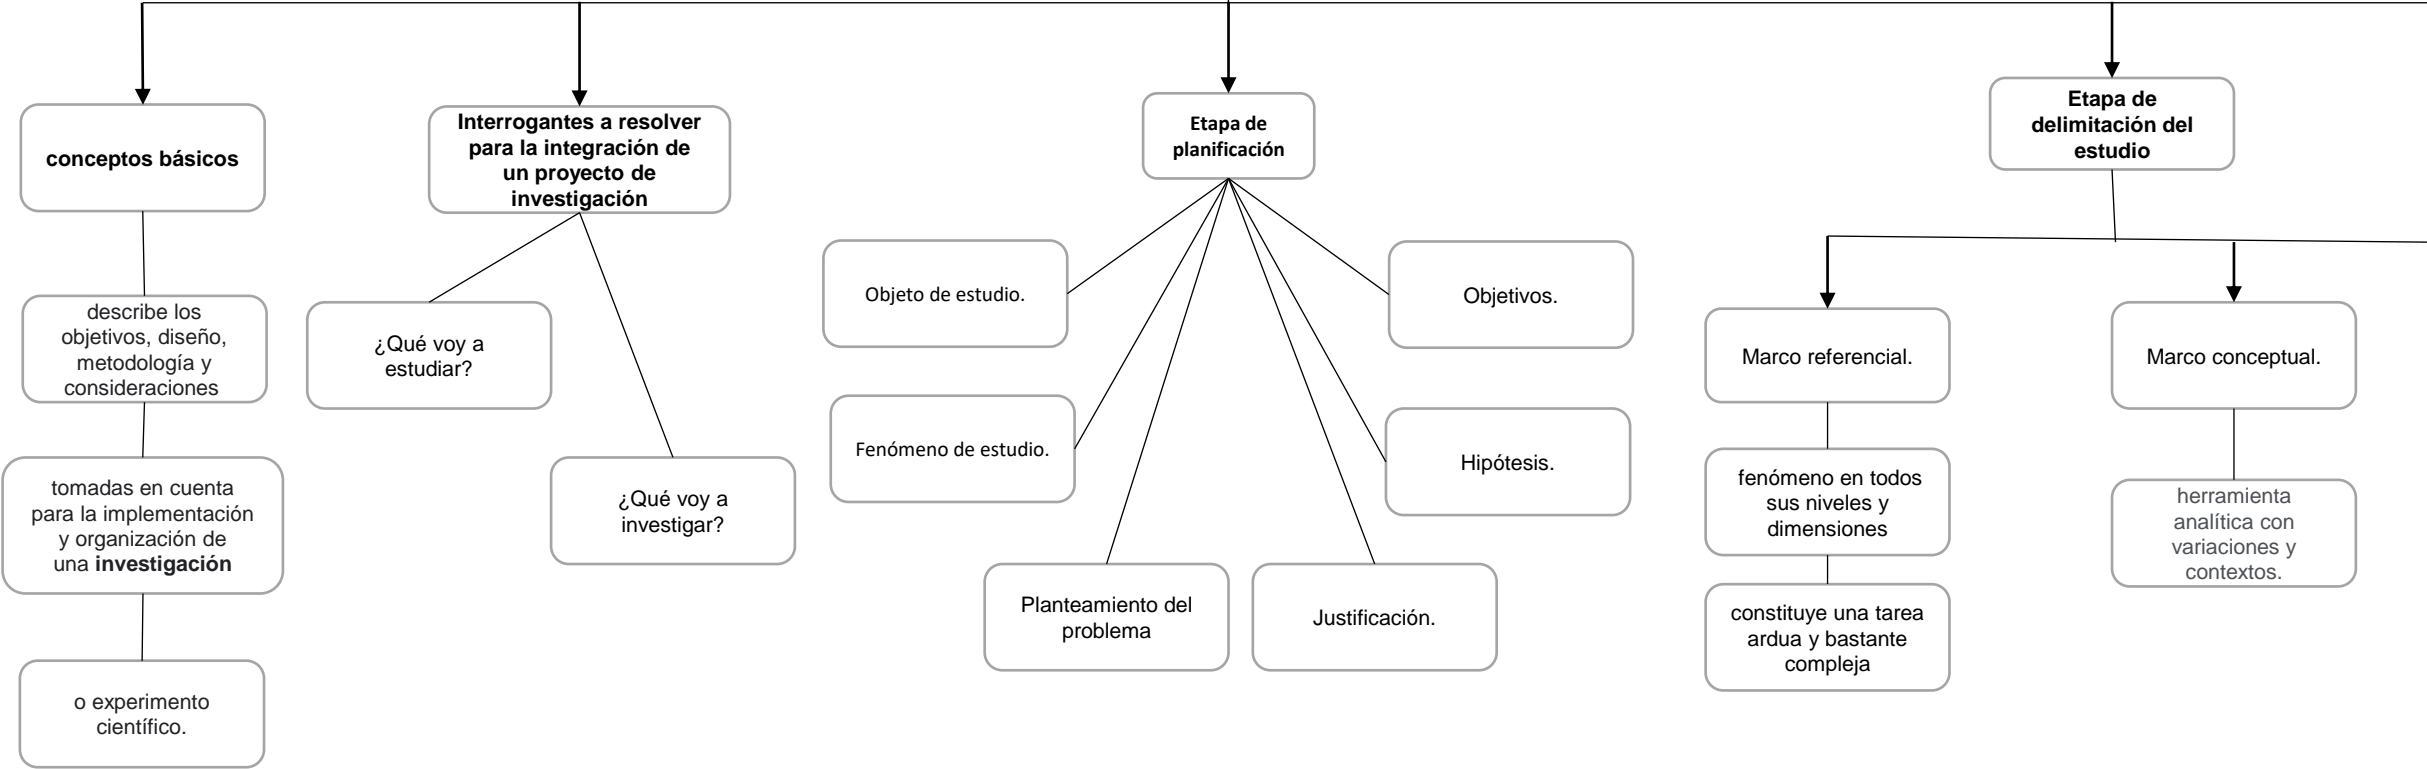 conceptos básicos
describe los
objetivos, diseño,
metodología y
consideraciones
tomadas en cuenta
para la implementación
y organización de
una investigación
o experimento
científico.
Interrogantes a resolver
para la integración de
un proyecto de
investigación
¿Qué voy a
estudiar?
¿Qué voy a
investigar?
Etapa de
planificación
Objeto de estudio.
Fenómeno de estudio.
Planteamiento del
problema
Justificación.
Hipótesis.
Objetivos.
Etapa de
delimitación del
estudio
Marco referencial.
fenómeno en todos
sus niveles y
dimensiones
constituye una tarea
ardua y bastante
compleja
Marco conceptual.
herramienta
analítica con
variaciones y
contextos.